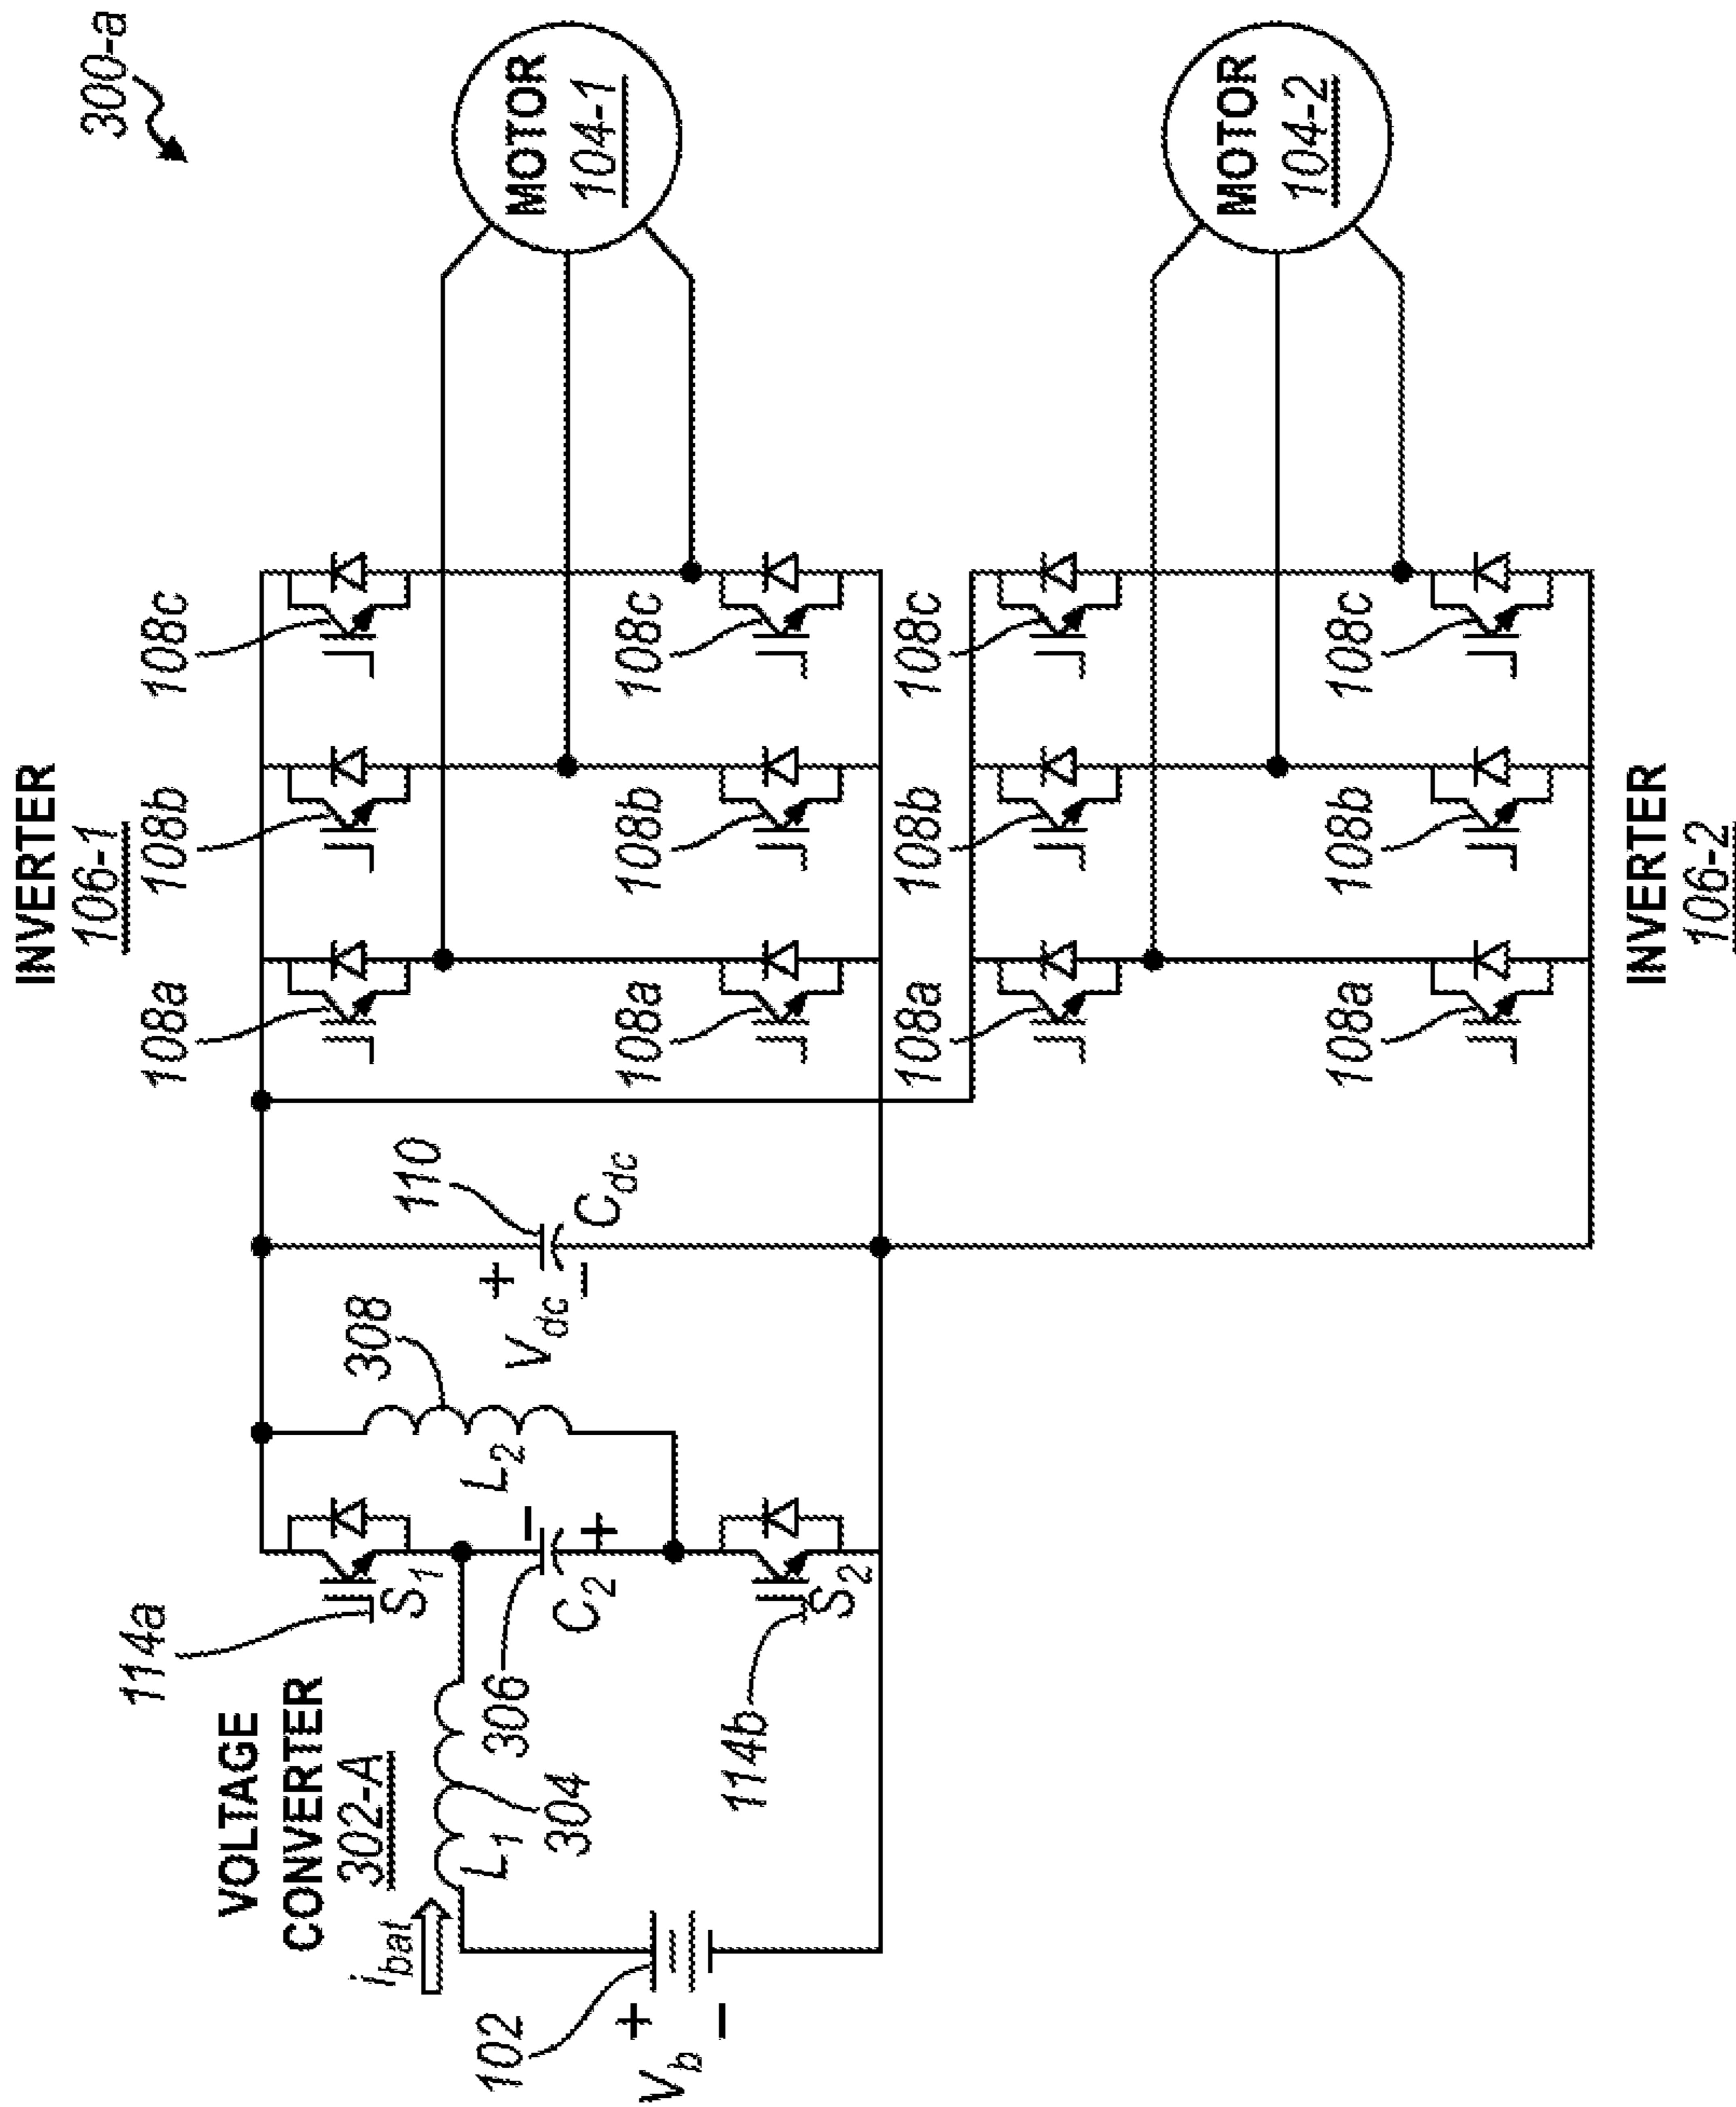 300-a
INVERTER
106-1
108a
108b
108c
MOTOR
104-1
108a
108b
108c
VOLTAGE
CONVERTER
302-A
114a
S1
i bat
L1
304
306
C2
-
+
L2
308
110
+
Vdc
-
Cdc
102
+
Vb
-
114b
S2
108a
108b
108c
MOTOR
104-2
108a
108b
108c
INVERTER
106-2